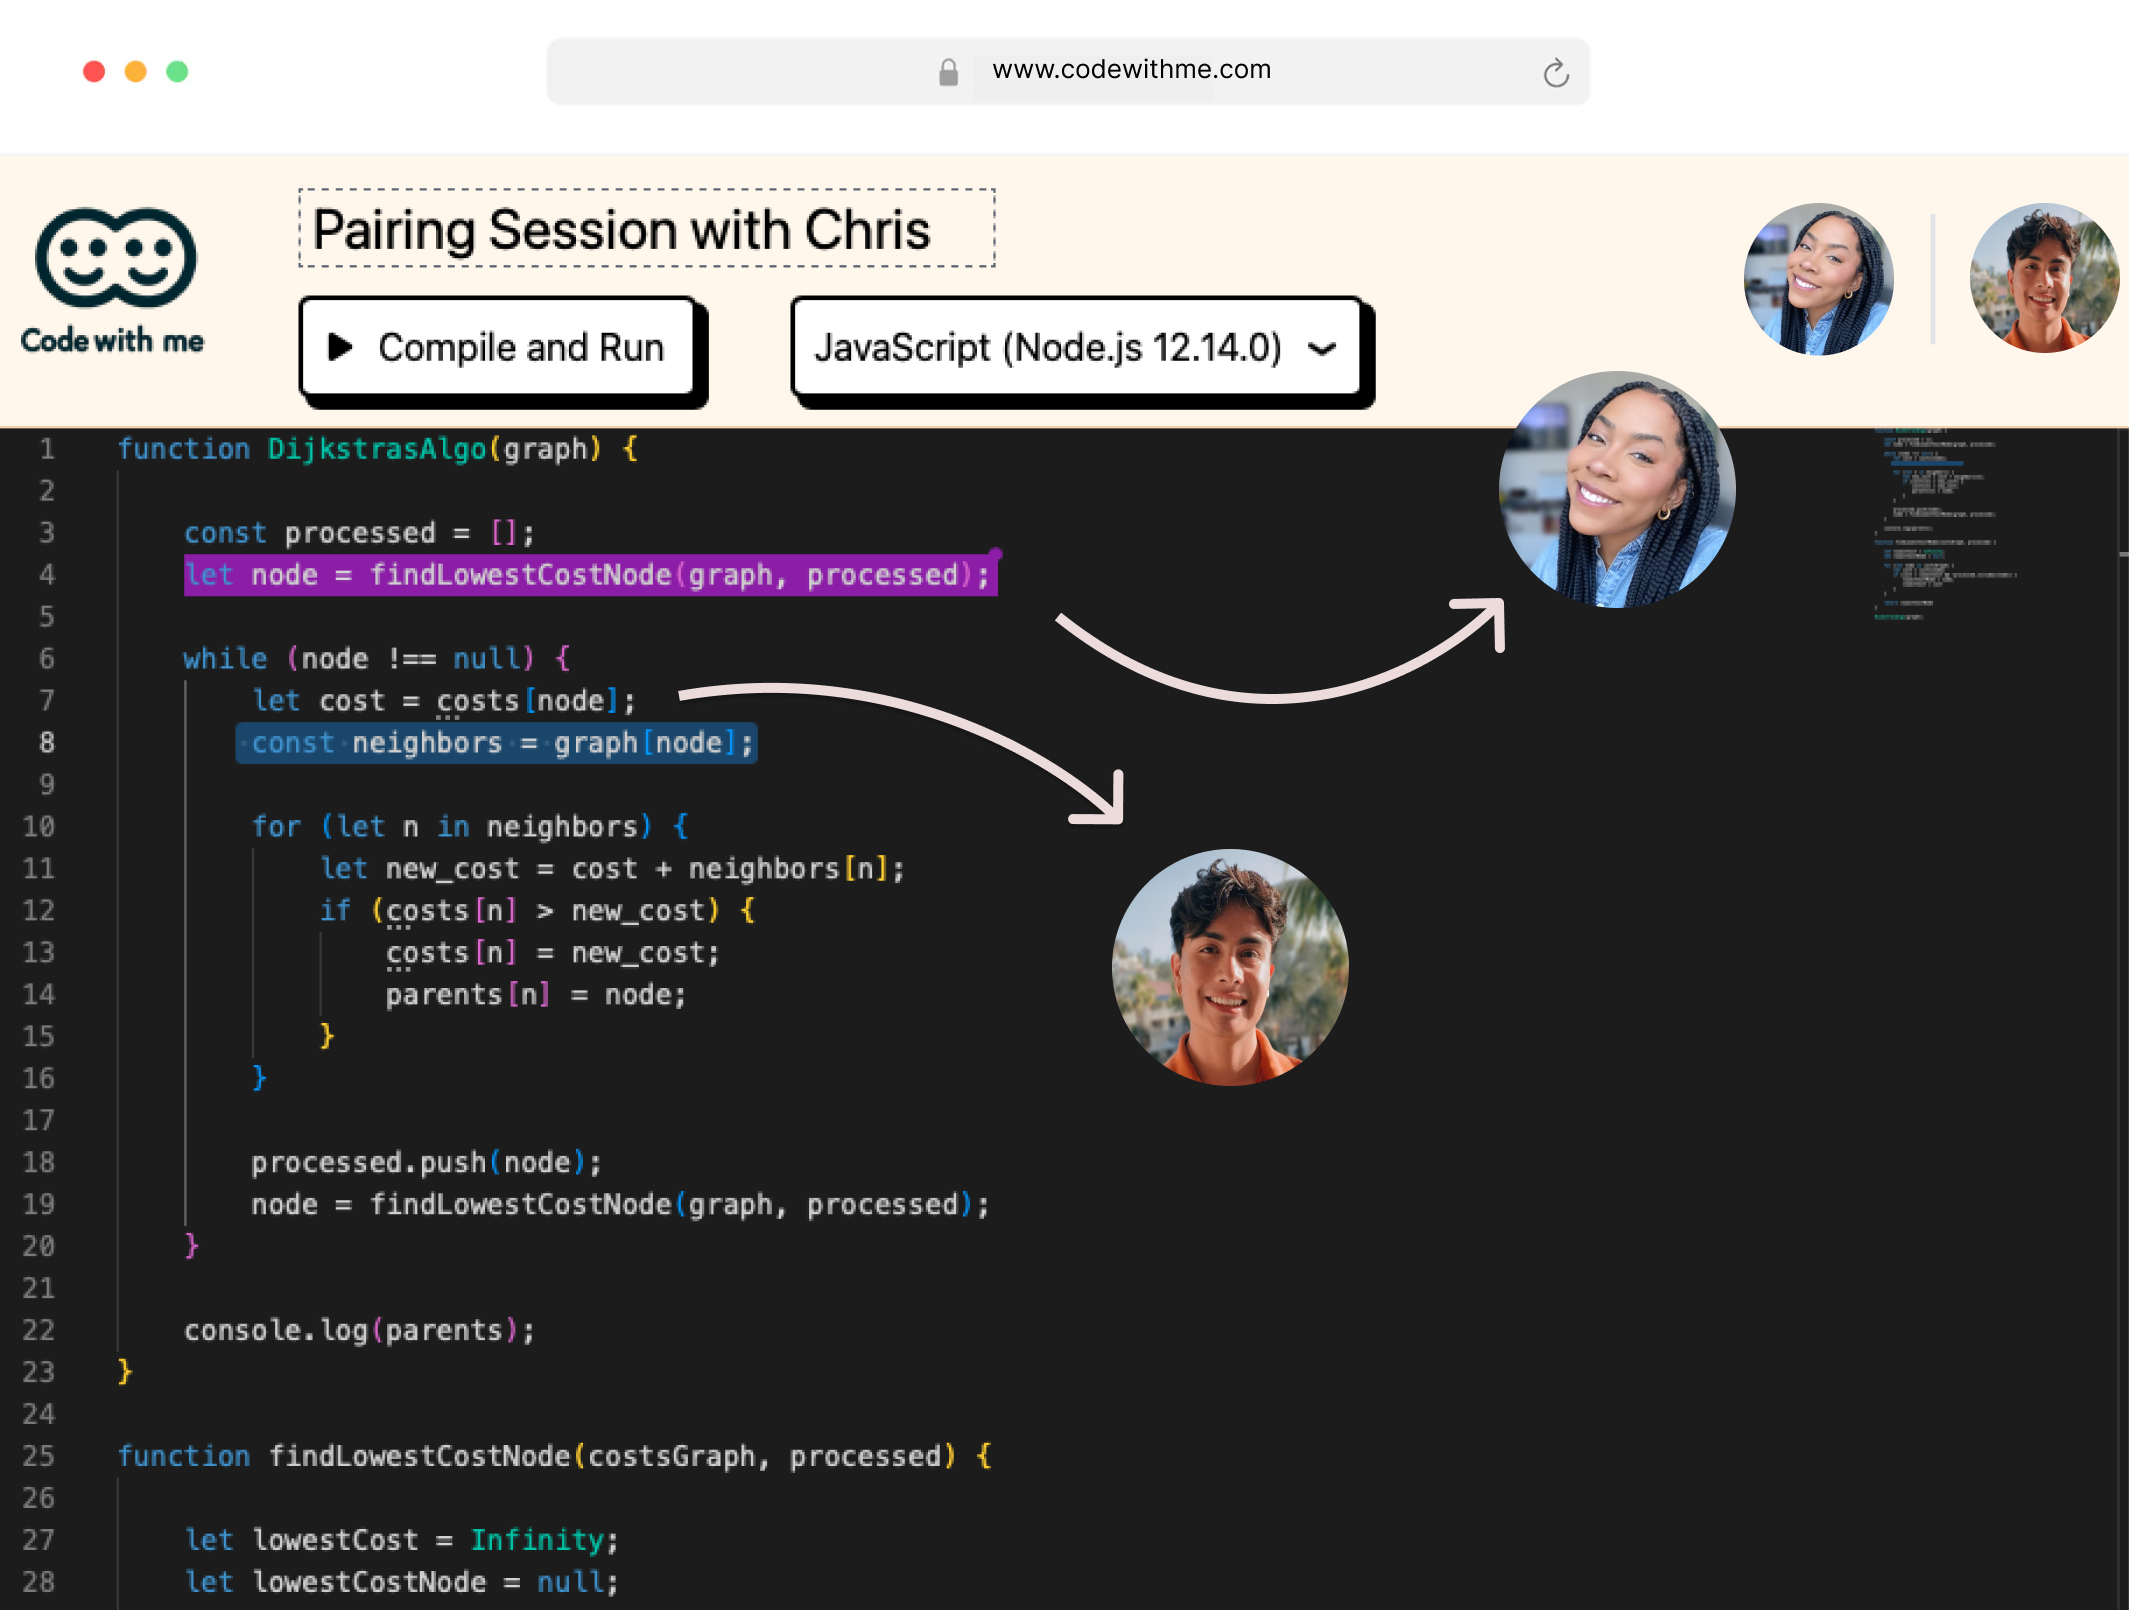 www.codewithme.com
Code with me
Pairing Session with Chris
Compile and Run
JavaScript (Node.js 12.14.0)
1 function DijkstrasAlgo(graph) {
2
3 const processed = [];
4 let node = findLowestCostNode(graph, processed);
5
6 while (node !== null) {
7 let cost = costs[node];
8 const neighbors = graph[node];
9
10 for (let n in neighbors) {
11 let new_cost = cost + neighbors[n];
12 if (costs[n] > new_cost) {
13 costs[n] = new_cost;
14 parents[n] = node;
15 }
16 }
17
18 processed.push(node);
19 node = findLowestCostNode(graph, processed);
20 }
21
22 console.log(parents);
23 }
24
25 function findLowestCostNode(costsGraph, processed) {
26
27 let lowestCost = Infinity;
28 let lowestCostNode = null;